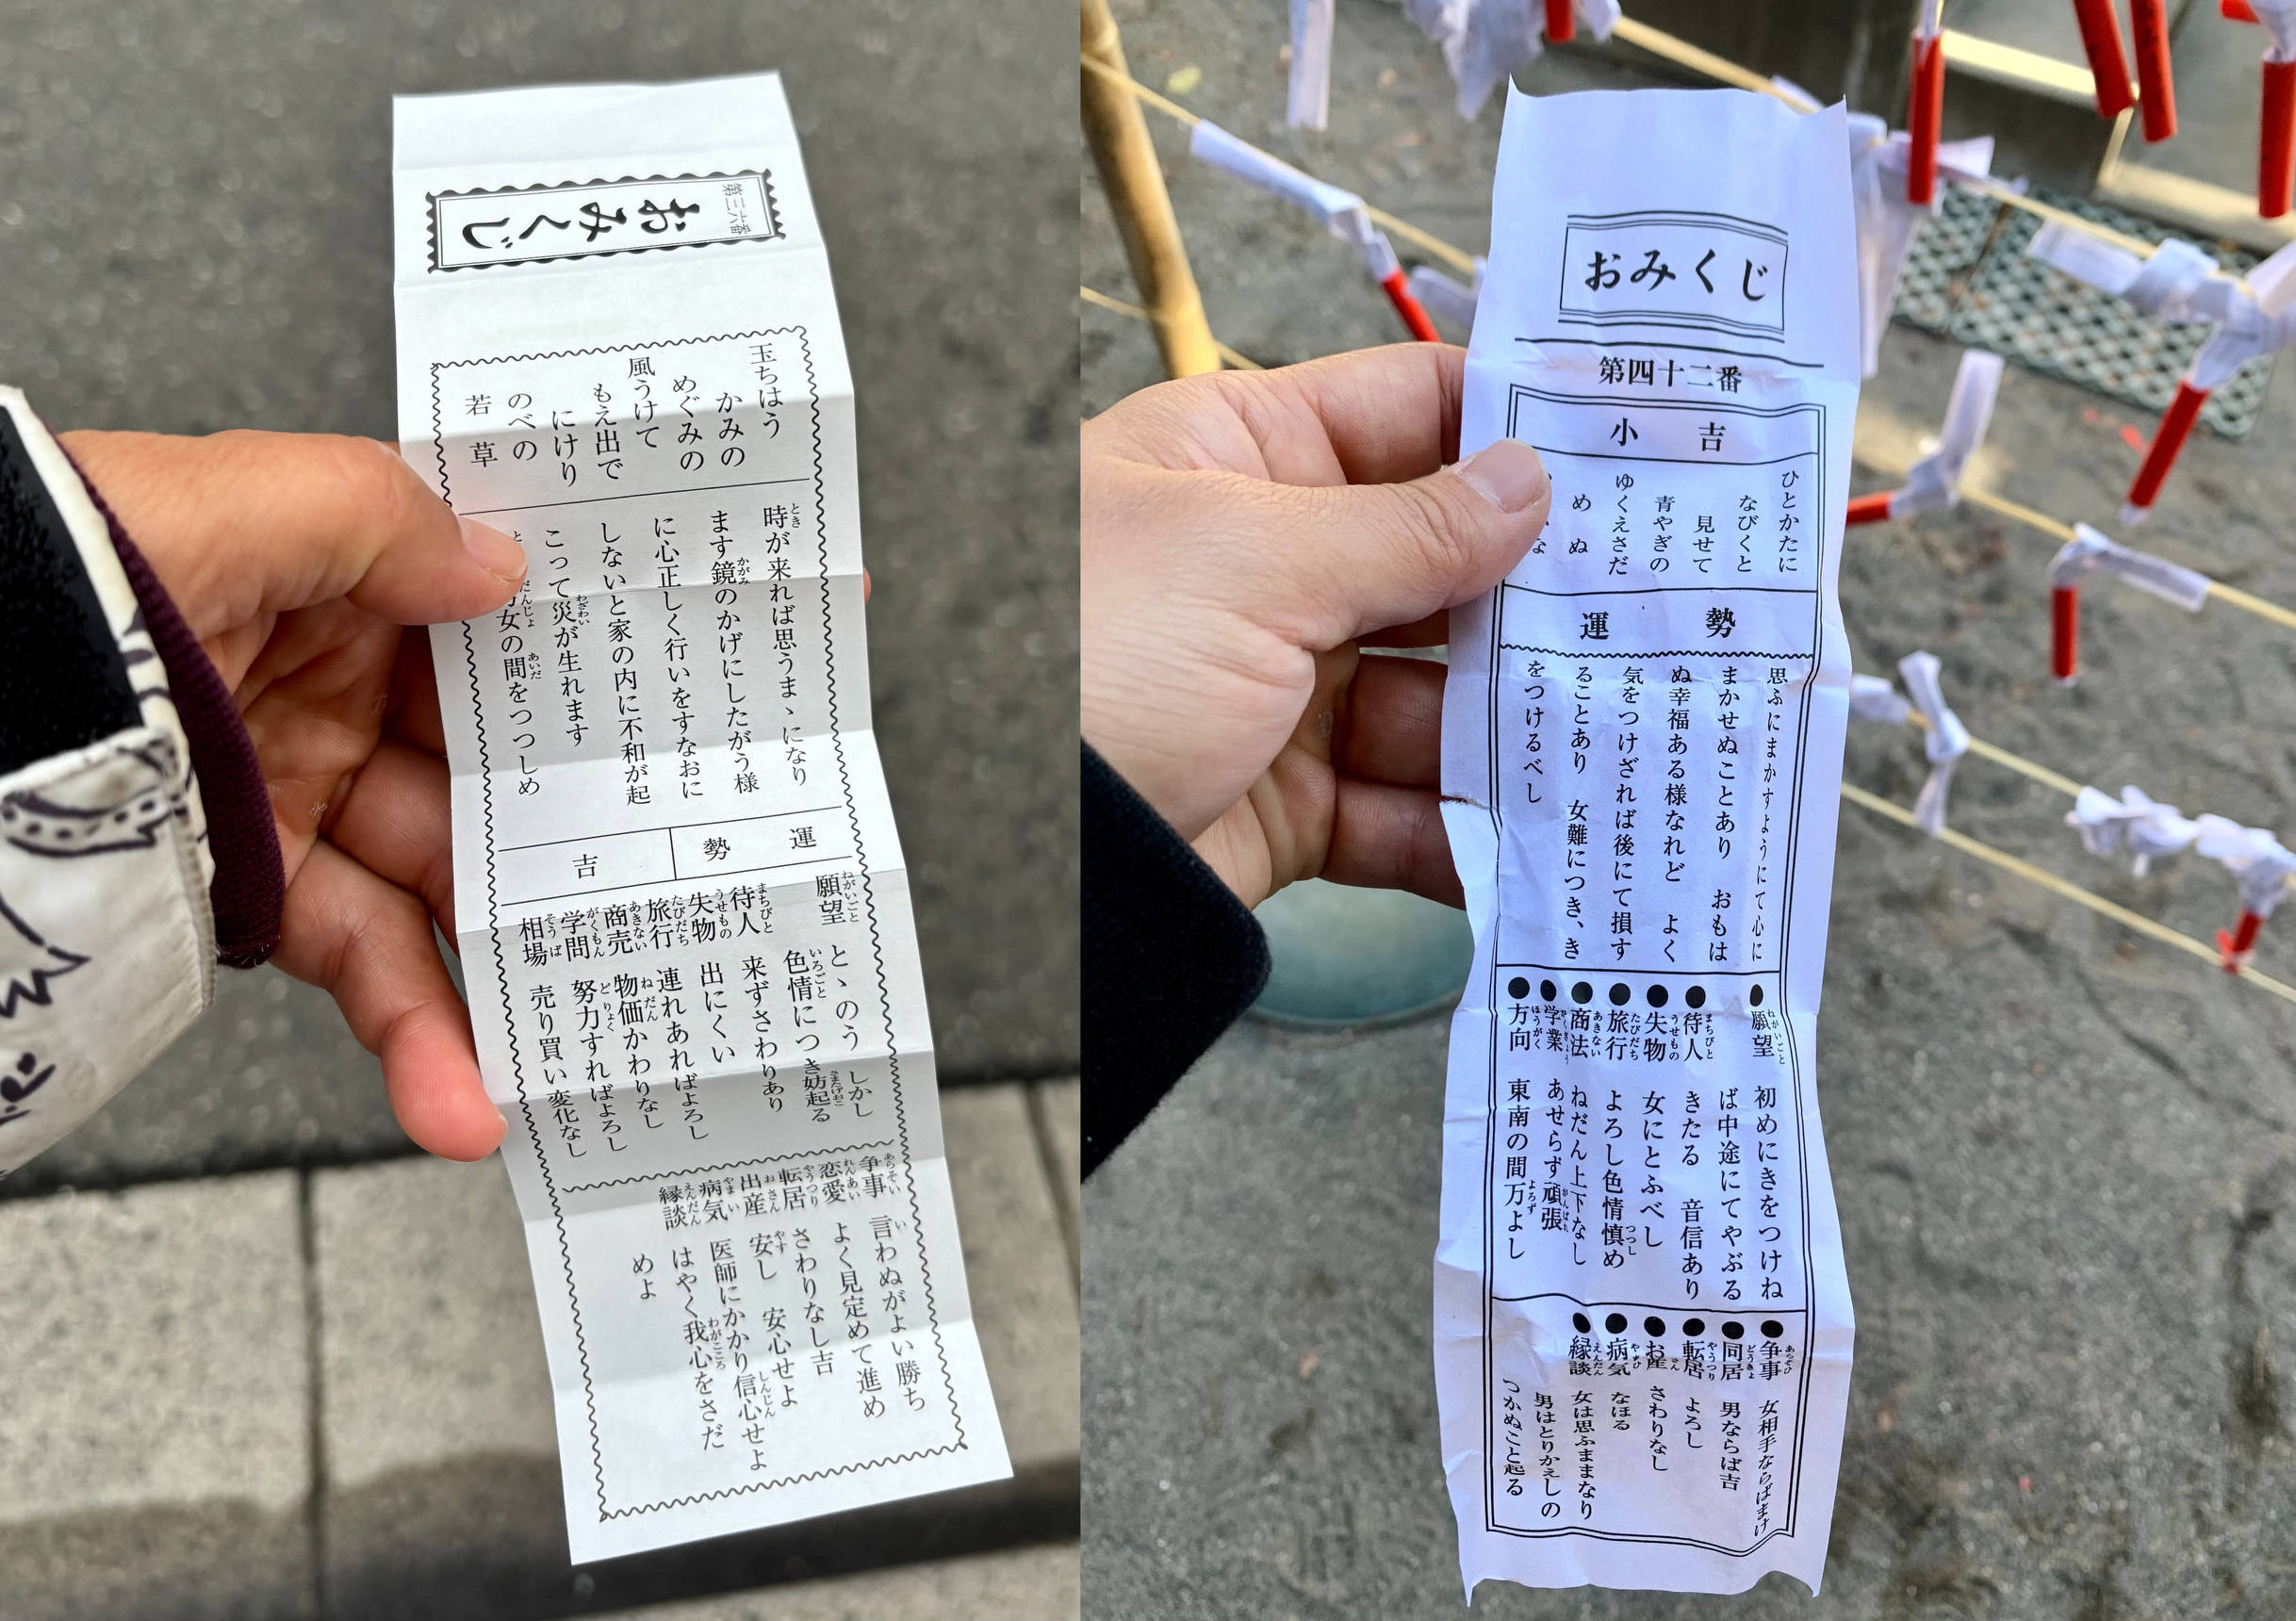 第三六番
おみくじ
玉ちはう
かみの
めぐみの
風うけて
もえ出で
にけり
のべの
若草
時が来れば思うまゝになり
ます鏡のかげにしたがう様
に心正しく行いをすなおに
しないと家の内に不和が起
こって災が生れます
女の間をつつしめ
運勢
吉
願望 とゝのう しかし
色情につき妨起る
待人 来ずさわりあり
失物 出にくい
旅行 連れあればよろし
商売 物価かわりなし
学問 努力すればよろし
相場 売り買い変化なし
争事 言わぬがよい勝ち
恋愛 よく見定めて進め
転居 さわりなし吉
出産 安し 安心せよ
病気 医師にかかり信心せよ
縁談 はやく我心をさだ
めよ
おみくじ
第四十二番
小吉
ひとかたに
なびくと
見せて
青やぎの
ゆくえさだ
めぬ
な
運勢
思ふにまかすようにて心に
まかせぬことあり おもは
ぬ幸福ある様なれど よく
気をつけざれば後にて損す
ることあり 女難につき、き
をつけるべし
●願望 初めにきをつけね
ば中途にてやぶる
●待人 きたる 音信あり
●失物 女にとふべし
●旅行 よろし色情慎め
●商法 ねだん上下なし
●学業 あせらず頑張
●方向 東南の間万よし
●争事 女相手ならばまけ
●同居 男ならば吉
●転居 よろし
●お産 さわりなし
●病気 なほる
●縁談 女は思ふままなり
男はとりかえしの
つかぬこと起る